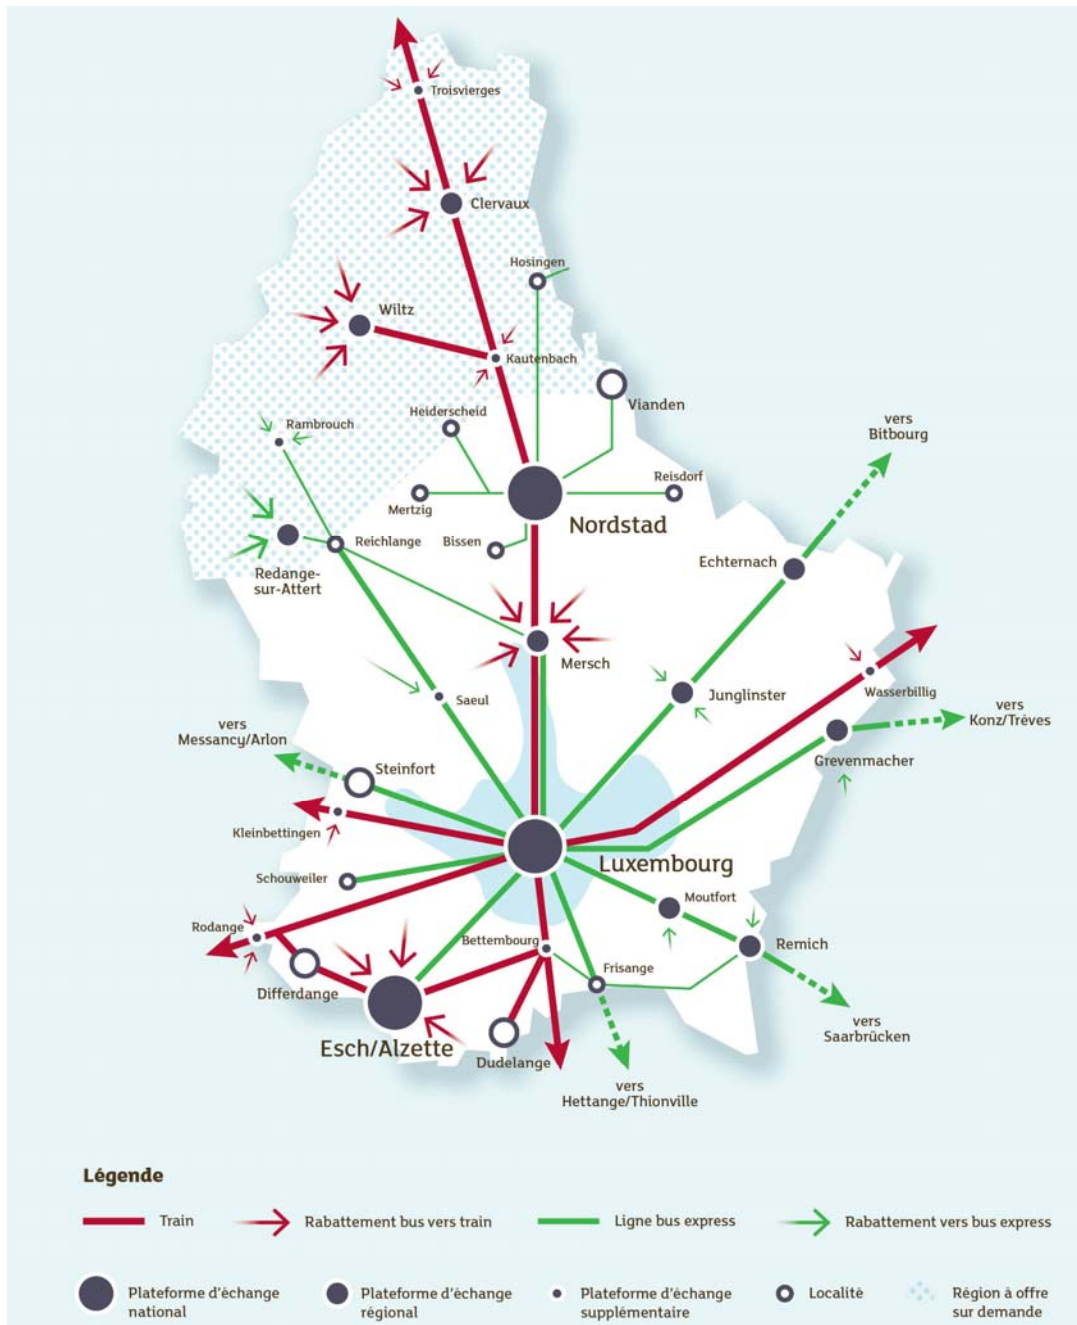 Troisvierges
Clervaux
Hosingen
Wiltz
Kautenbach
Vianden
Heiderscheid
Rambrouch
vers
Bitbourg
Reisdorf
Mertzig
Nordstad
Bissen
Reichlange
Echternach
Redange-
sur-Attert
Mersch
Wasserbillig
Junglinster
Saeul
vers
Konz/Trèves
vers
Messancy/Arlon
Grevenmacher
Steinfort
Kleinbettingen
Luxembourg
Schouweiler
Moutfort
Rodange
Bettembourg
Remich
Frisange
Differdange
vers
Saarbrücken
Esch/Alzette
Dudelange
vers
Hettange/Thionville
Légende
Train
Rabattement bus vers train
Ligne bus express
Rabattement vers bus express
Plateforme d'échange
national
Plateforme d'échange
régional
Plateforme d'échange
supplémentaire
Localité
Région à offre
sur demande